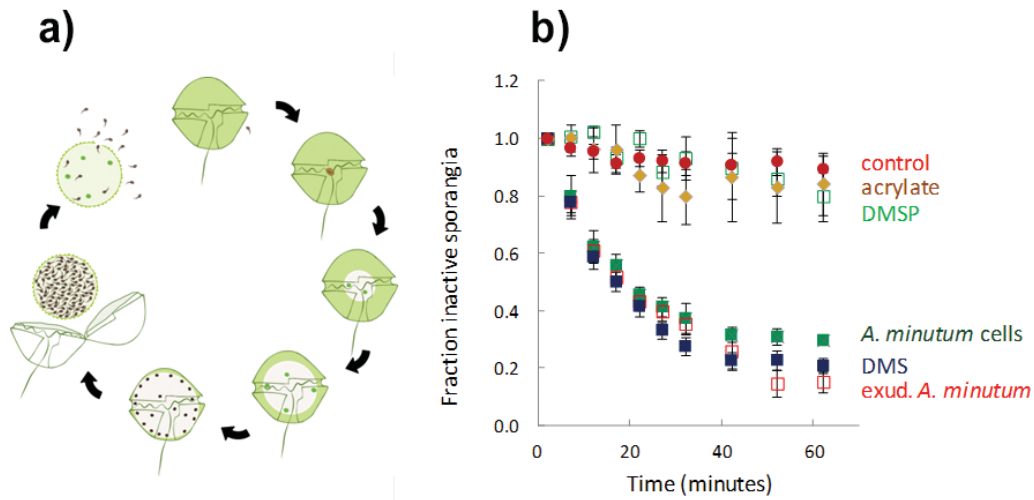 a)
b)
Fraction inactive sporangia
1.2
1.0
0.8
0.6
0.4
0.2
0.0
0
20
40
60
Time (minutes)
control
acrylate
DMSP
A. minutum cells
DMS
exud. A. minutum